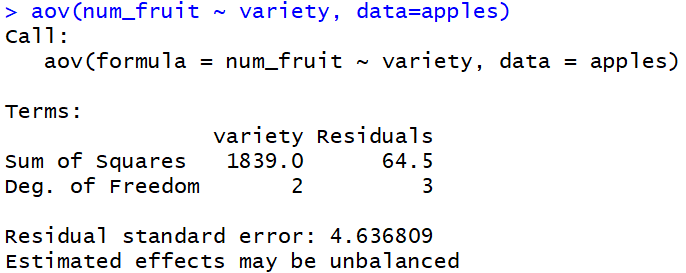 > aov(num_fruit ~ variety, data=apples)
Call:
   aov(formula = num_fruit ~ variety, data = apples)

Terms:
                variety Residuals
Sum of Squares   1839.0      64.5
Deg. of Freedom       2         3

Residual standard error: 4.636809
Estimated effects may be unbalanced